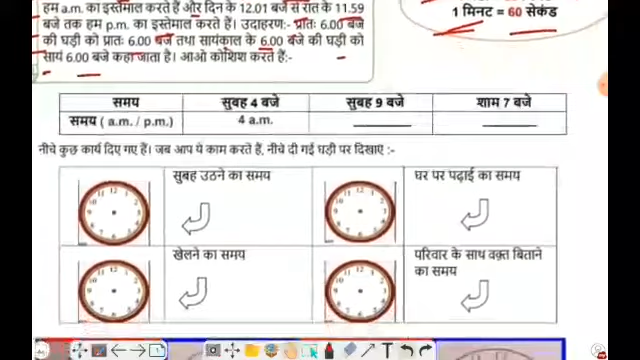 हम a.m. का इस्तेमाल करते हैं और दिन के 12.01 बजे से रात के 11.59
बजे तक हम p.m. का इस्तेमाल करते हैं। उदाहरण:- प्रातः 6.00 बजे
की घड़ी को प्रातः 6.00 बजे तथा सायंकाल के 6.00 बजे की घड़ी को
सायं 6.00 बजे कहा जाता है। आओ कोशिश करते हैं:-
1 मिनट = 60 सेकंड
समय सुबह 4 बजे सुबह 9 बजे शाम 7 बजे
समय ( a.m. / p.m.) 4 a.m.
नीचे कुछ कार्य दिए गए हैं। जब आप ये काम करते हैं, नीचे दी गई घड़ी पर दिखाए :-
सुबह उठने का समय
घर पर पढ़ाई का समय
खेलने का समय
परिवार के साथ वक़्त बिताने
का समय